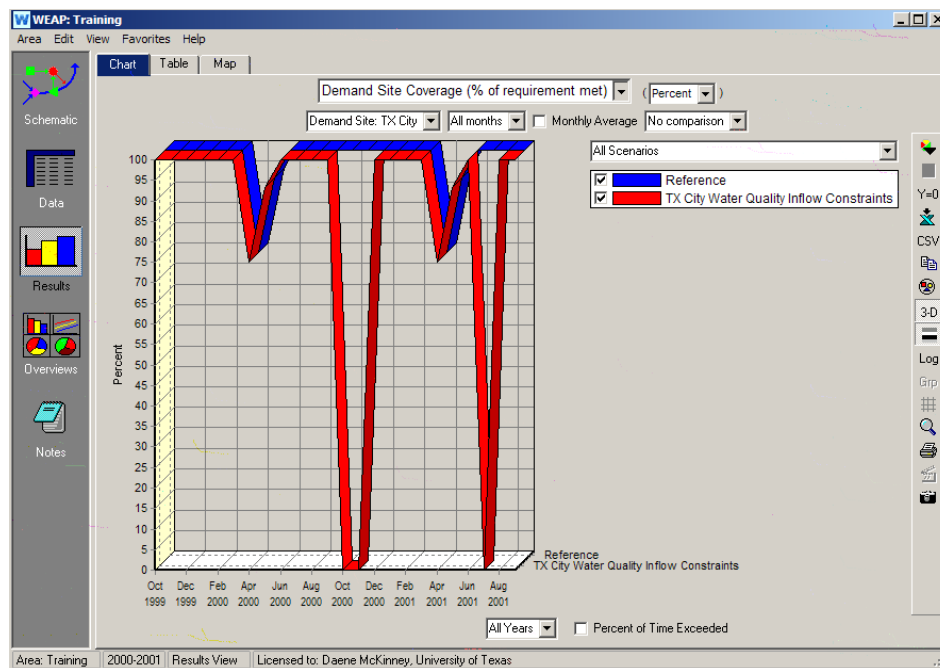 WEAP: Training
Area Edit View Favorites Help
Chart Table Map
Demand Site Coverage (% of requirement met) ( Percent )
Demand Site: TX City All months Monthly Average No comparison
All Scenarios
Reference
TX City Water Quality Inflow Constraints
Schematic
Data
Results
Overviews
Notes
Y=0
CSV
3-D
Log
Grp
Percent
100
95
90
85
80
75
70
65
60
55
50
45
40
35
30
25
20
15
10
5
0
Reference
TX City Water Quality Inflow Constraints
Oct Dec Feb Apr Jun Aug Oct Dec Feb Apr Jun Aug
1999 1999 2000 2000 2000 2000 2000 2000 2001 2001 2001 2001
All Years Percent of Time Exceeded
Area: Training 2000-2001 Results View Licensed to: Daene McKinney, University of Texas